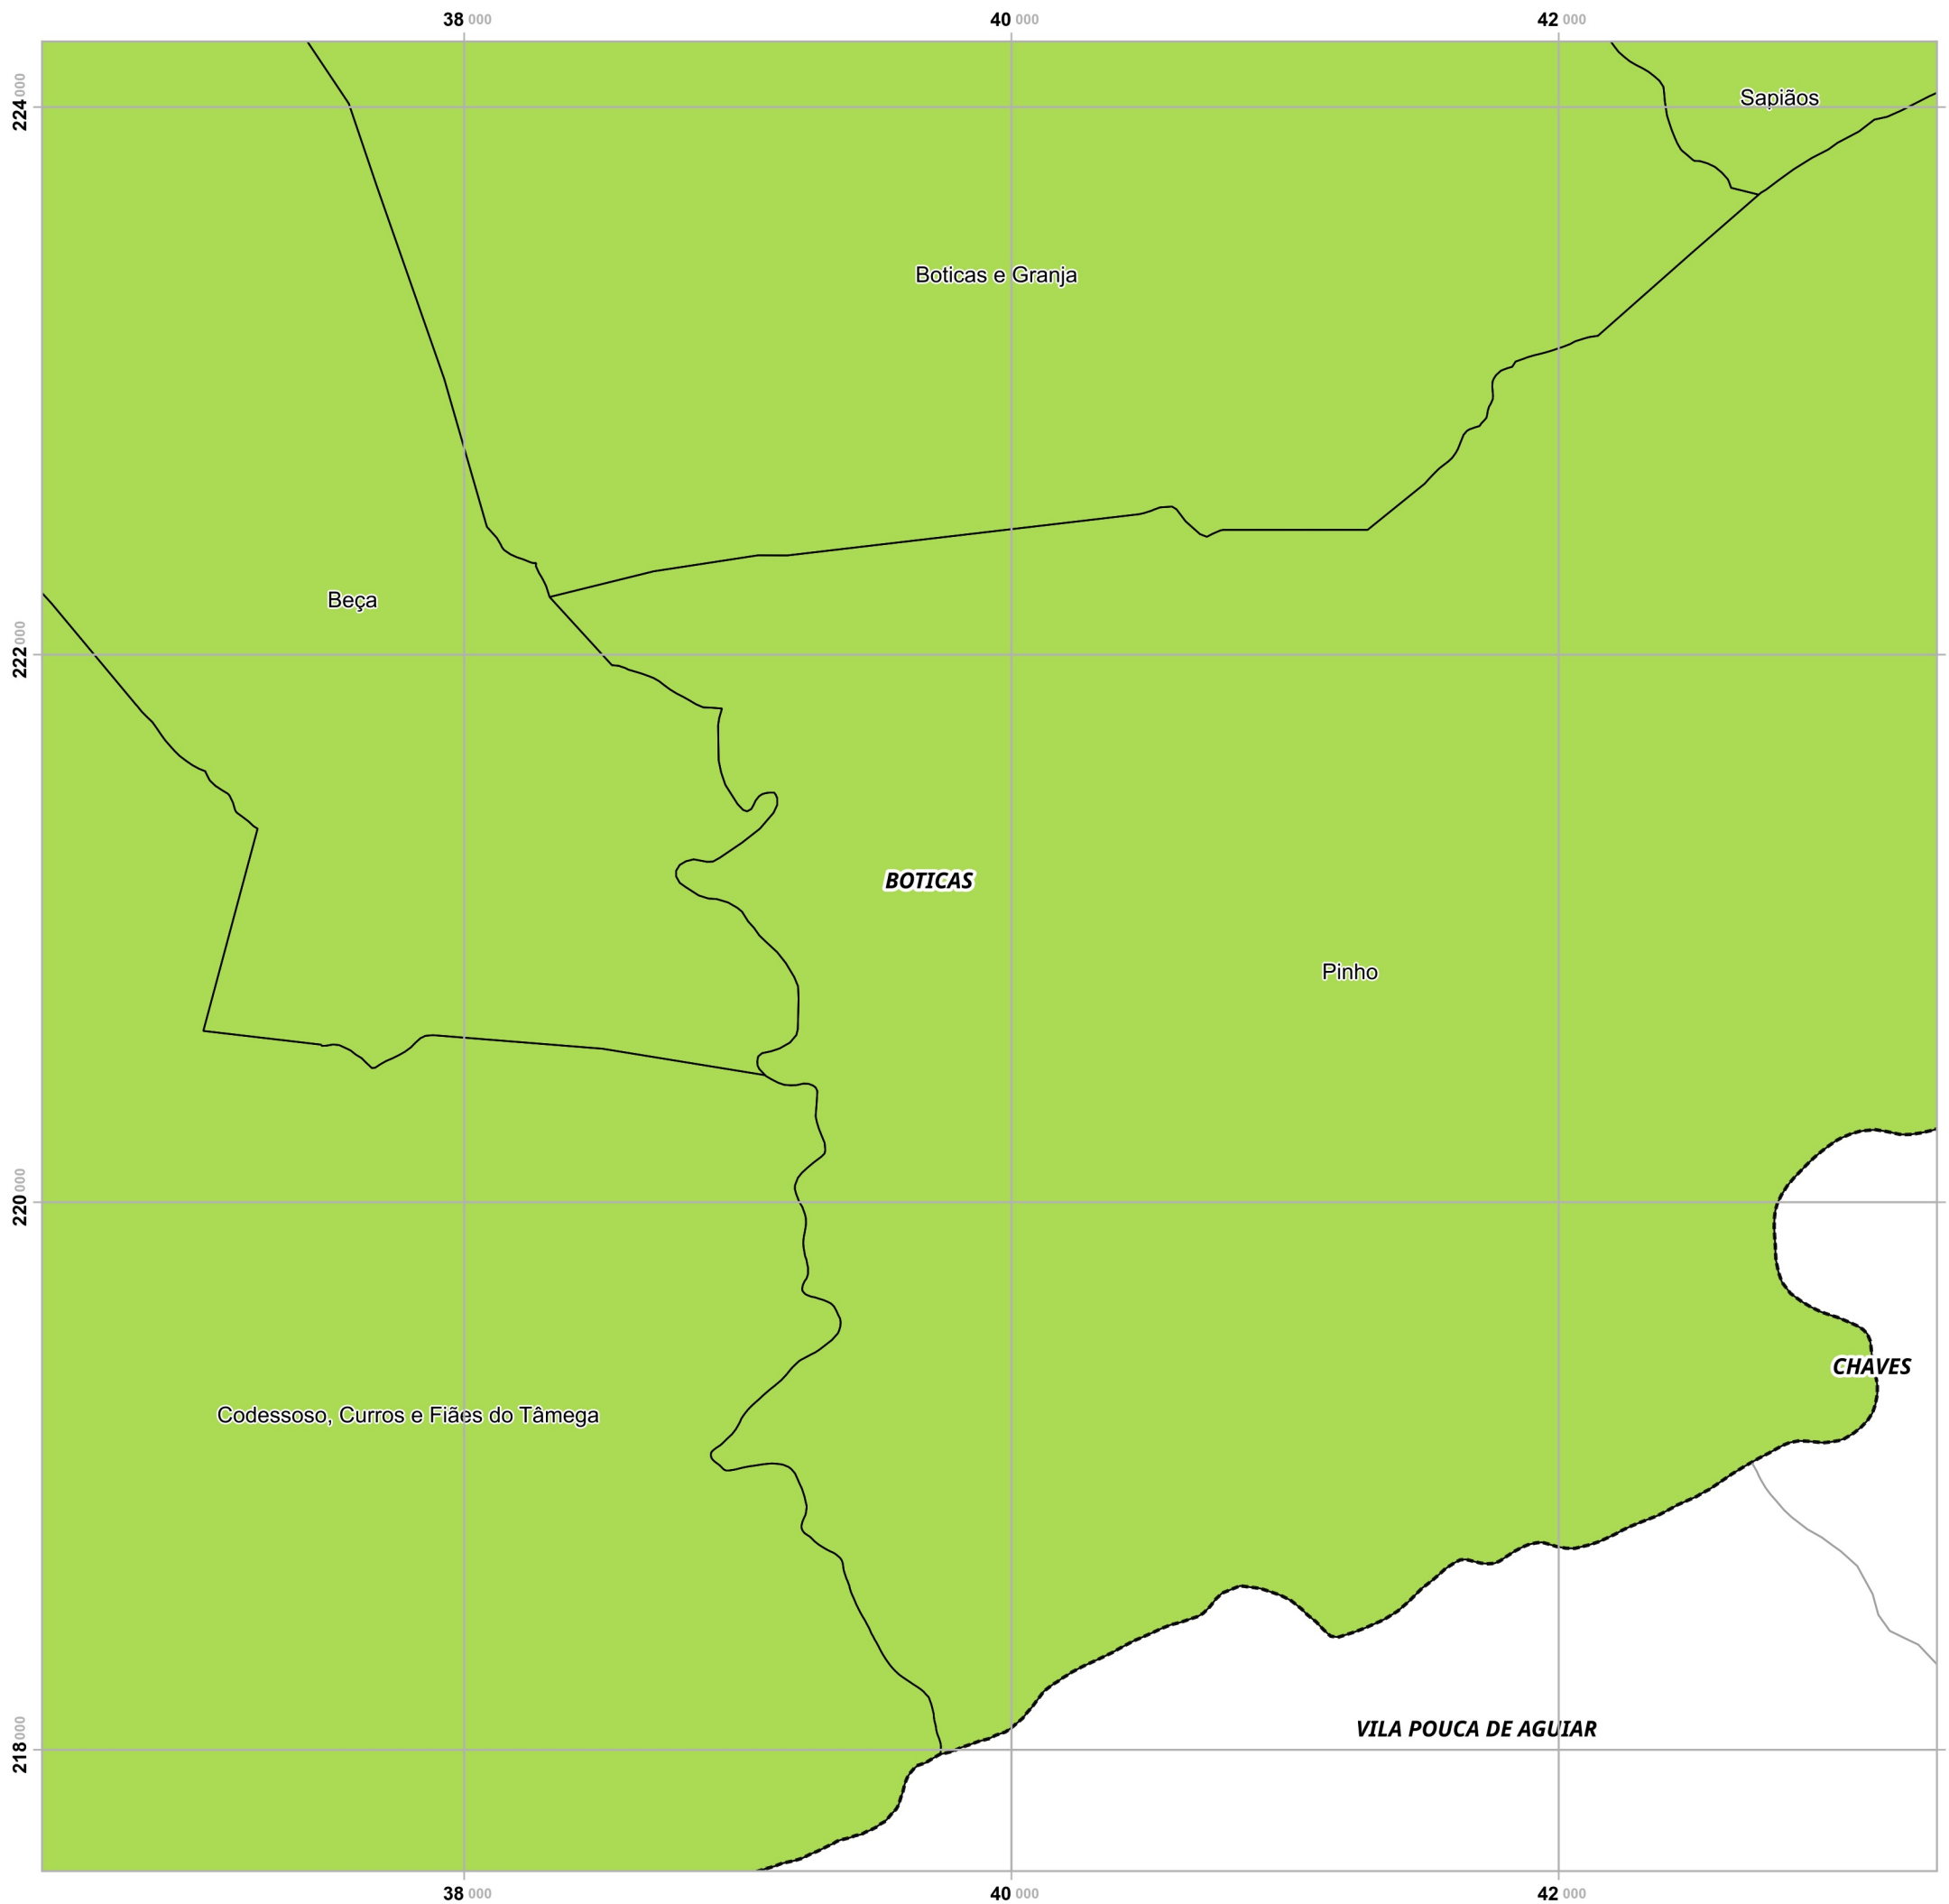 38 000 40 000 42 000
224 000
Sapiãos
Boticas e Granja
Beça
222 000
BOTICAS
Pinho
220 000
CHAVES
Codessoso, Curros e Fiães do Tâmega
VILA POUCA DE AGUIAR
218 000
38 000 40 000 42 000